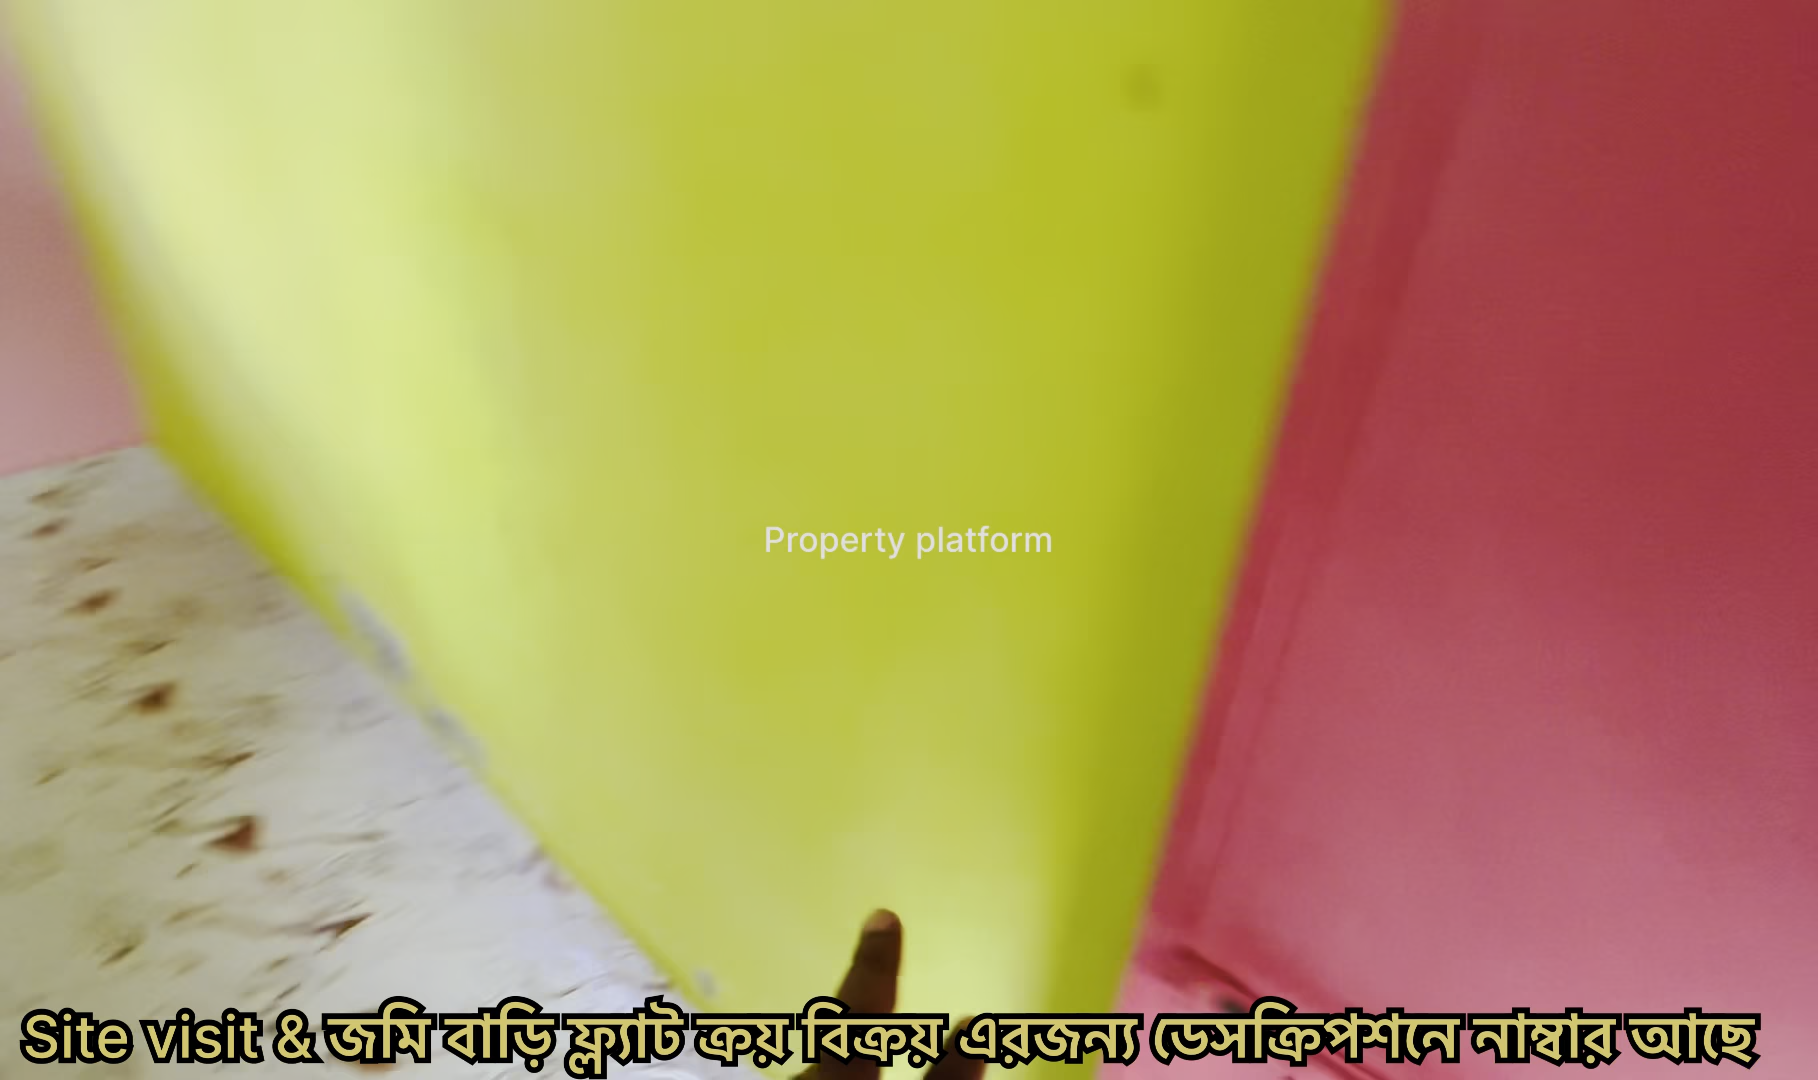 Property platform
Site visit & জমি বাড়ি ফ্ল্যাট ক্রয় বিক্রয় এরজন্য ডেসক্রিপশনে নাম্বার আছে